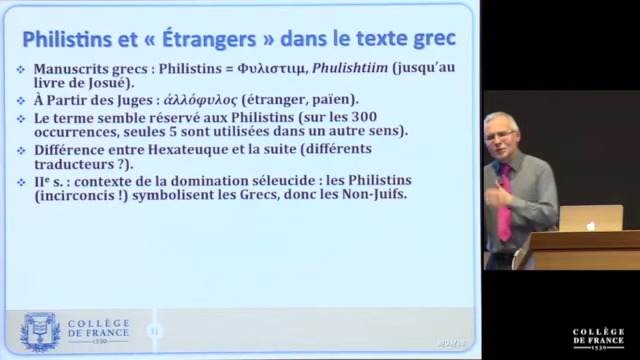 Philistins et « Étrangers » dans le texte grec
Manuscrits grecs : Philistins = Φυλιστιιμ, Phulishtiim (jusqu'au
livre de Josué).
À Partir des Juges : ἀλλόφυλος (étranger, païen).
Le terme semble réservé aux Philistins (sur les 300
occurrences, seules 5 sont utilisées dans un autre sens).
Différence entre Hexateuque et la suite (différents
traducteurs ?).
IIe s. : contexte de la domination séleucide : les Philistins
(incirconcis !) symbolisent les Grecs, donc les Non-Juifs.
COLLÈGE
DE FRANCE
1530
31
COLLÈGE
DE FRANCE
1530